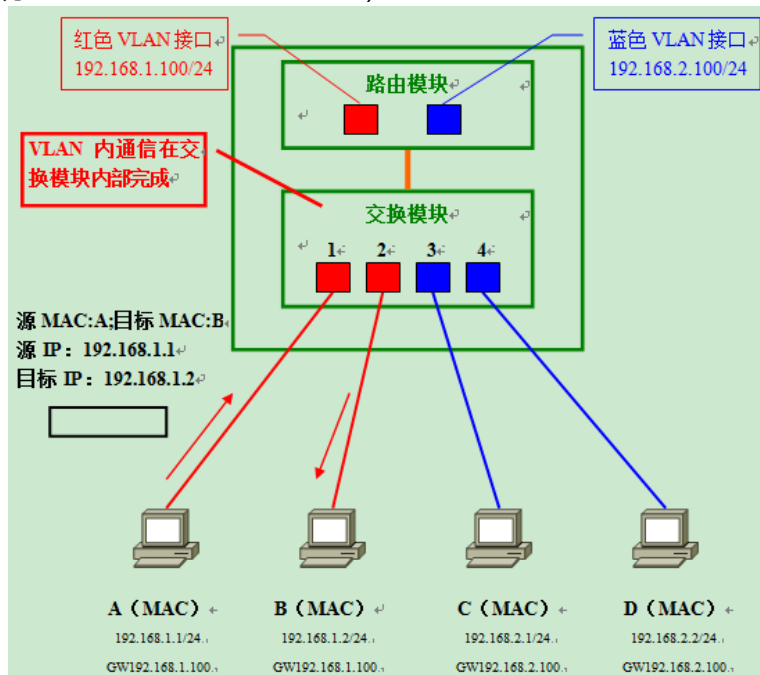 红色 VLAN 接口
192.168.1.100/24
蓝色 VLAN 接口
192.168.2.100/24
路由模块
VLAN 内通信在交
换模块内部完成
交换模块
1 2 3 4
源 MAC:A;目标 MAC:B
源 IP：192.168.1.1
目标 IP：192.168.1.2
A（MAC） B（MAC） C（MAC） D（MAC）
192.168.1.1/24 192.168.1.2/24 192.168.2.1/24 192.168.2.2/24
GW192.168.1.100 GW192.168.1.100 GW192.168.2.100 GW192.168.2.100